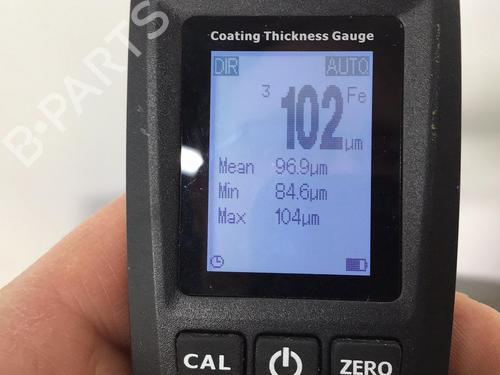 Coating Thickness Gauge
DIR AUTO
3 102 Fe
µm
Mean 96.9µm
Min 84.6µm
Max 104µm
CAL ZERO
B-PARTS